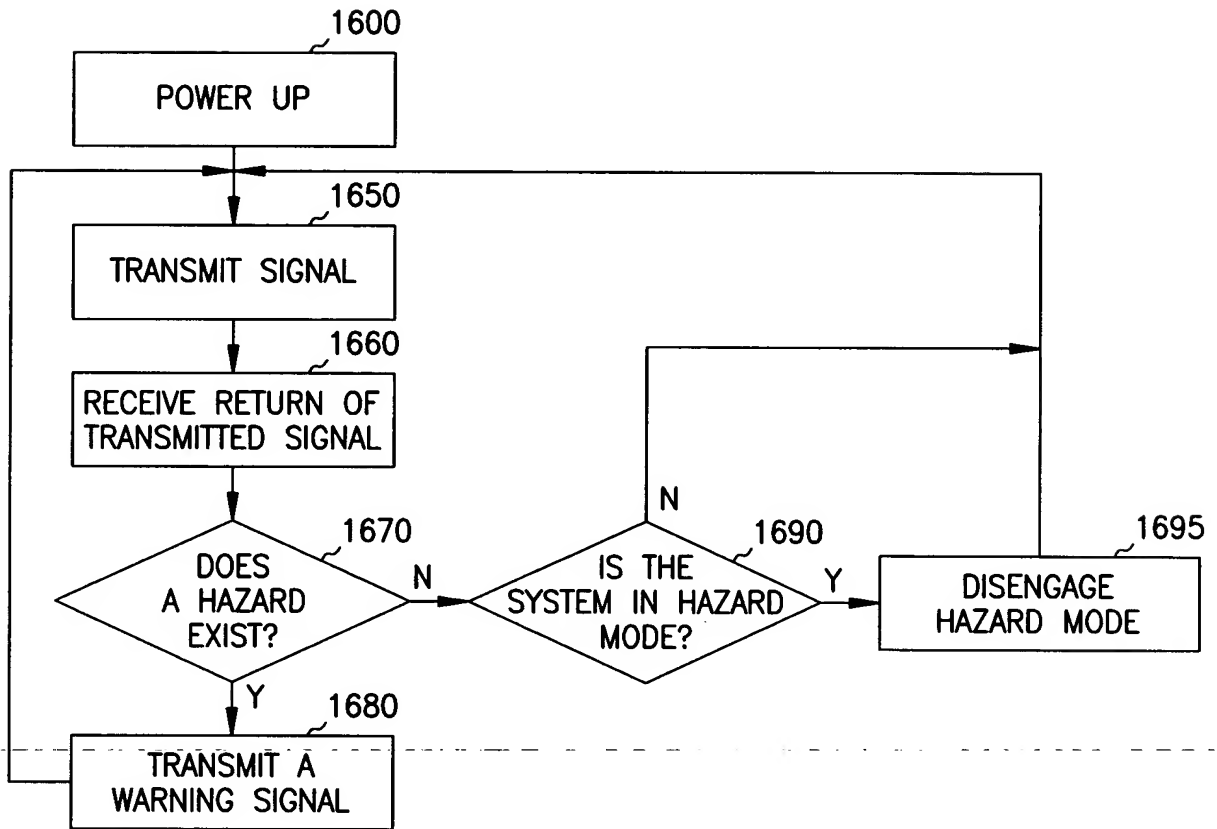 1600
POWER UP
1650
TRANSMIT SIGNAL
1660
RECEIVE RETURN OF
TRANSMITTED SIGNAL
1670
DOES
A HAZARD
EXIST?
N
Y
1680
TRANSMIT A
WARNING SIGNAL
1690
IS THE
SYSTEM IN HAZARD
MODE?
N
Y
1695
DISENGAGE
HAZARD MODE